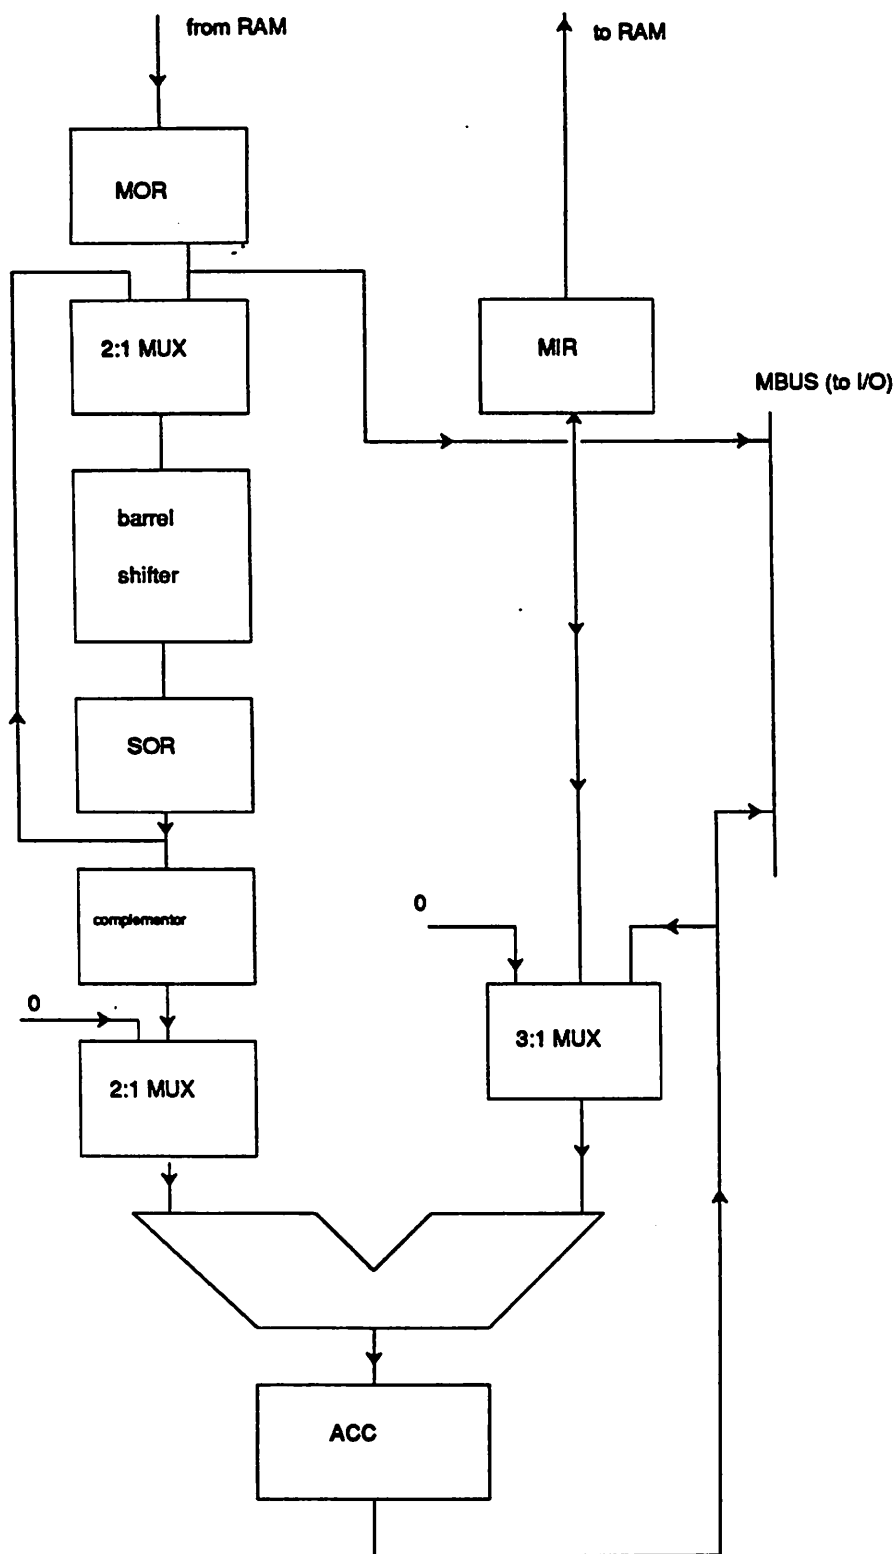 from RAM
to RAM
MOR
2:1 MUX
MIR
MBUS (to I/O)
barrel
shifter
SOR
complementor
0
0
2:1 MUX
3:1 MUX
ACC